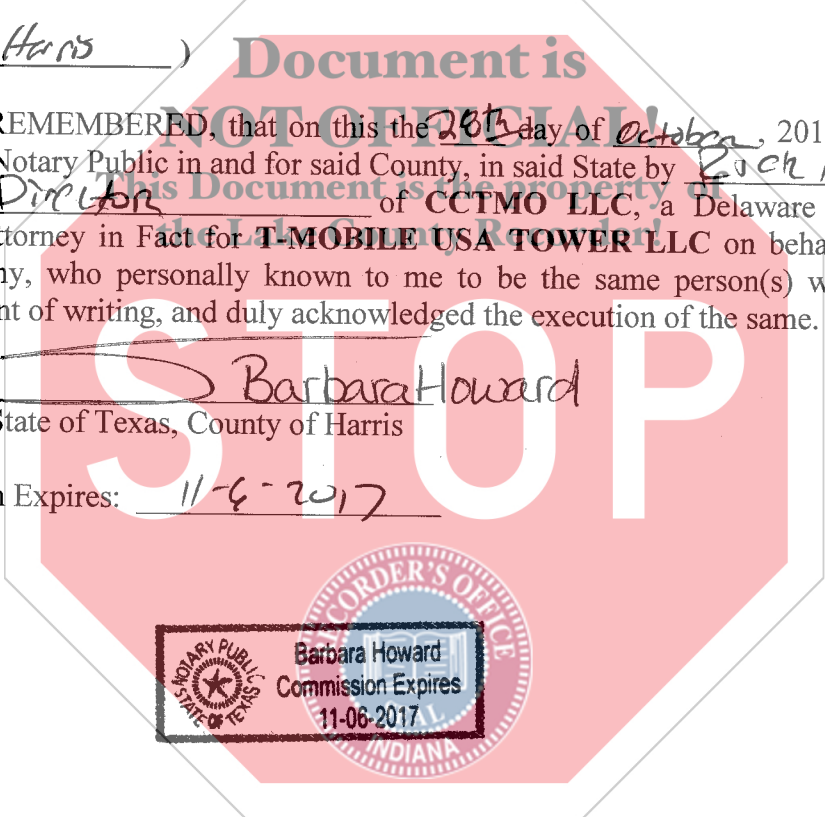 Document is
Harris )
NOT OFFICIAL!
REMEMBERED, that on this the 28th day of October, 201
Notary Public in and for said County, in said State by
This Document is the property of
Director of CCTMO LLC, a Delaware
the Lake County Recorder!
ttorney in Fact for T-MOBILE USA TOWER LLC on beha
ny, who personally known to me to be the same person(s) w
nt of writing, and duly acknowledged the execution of the same.
STOP
Barbara Howard
State of Texas, County of Harris
n Expires: 11-6-2017
RECORDER'S OFFICE
SEAL
INDIANA
NOTARY PUBLIC
STATE OF TEXAS
Barbara Howard
Commission Expires
11-06-2017